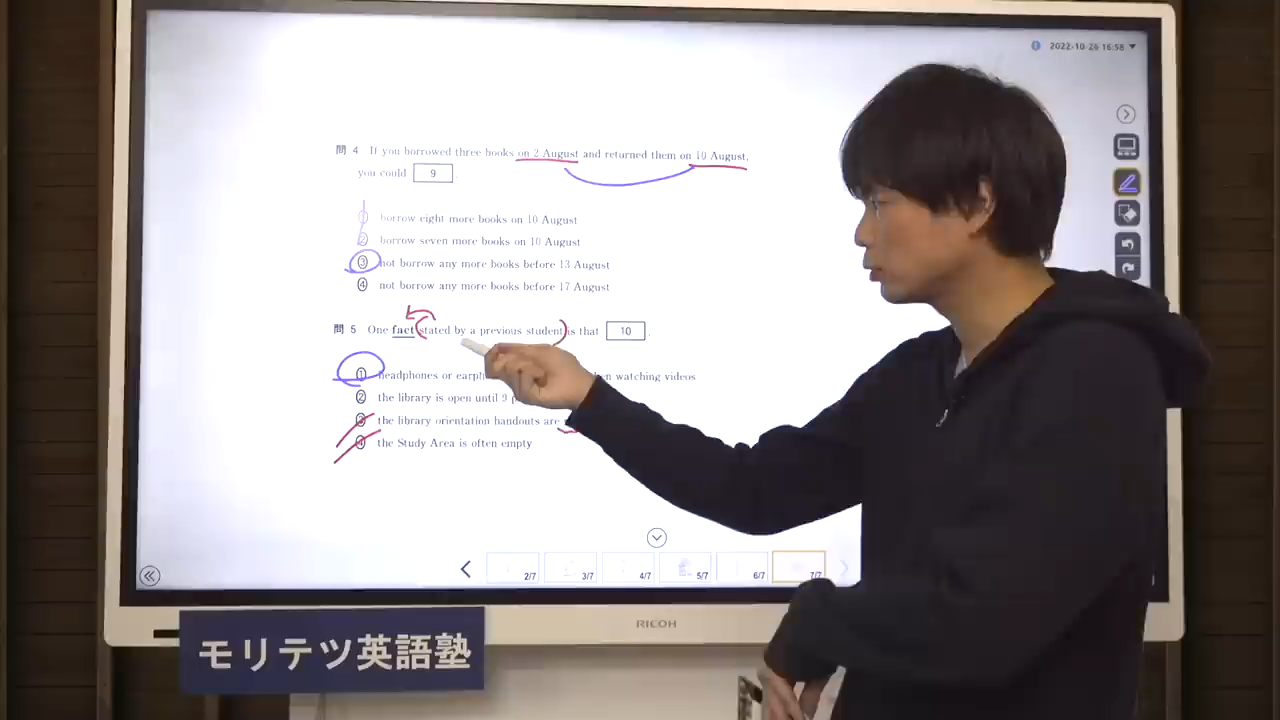 2022-10-26 16:58
問 4 If you borrowed three books on 2 August and returned them on 10 August,
you could 9
① borrow eight more books on 10 August
② borrow seven more books on 10 August
③ not borrow any more books before 13 August
④ not borrow any more books before 17 August
問 5 One fact stated by a previous student is that 10 .
① headphones or watching videos
② the library is open until 9
③ the library orientation handouts are
④ the Study Area is often empty
2/7 3/7 4/7 5/7 6/7 7/7
RICOH
モリテツ英語塾